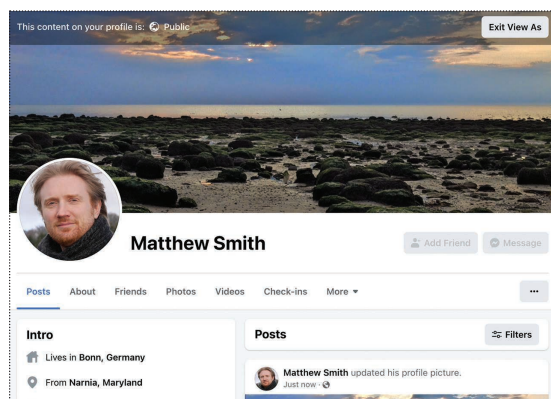 This content on your profile is: Public
Exit View As
Matthew Smith
Add Friend
Message
Posts About Friends Photos Videos Check-ins More
Intro
Lives in Bonn, Germany
From Narnia, Maryland
Posts
Filters
Matthew Smith updated his profile picture.
Just now ·